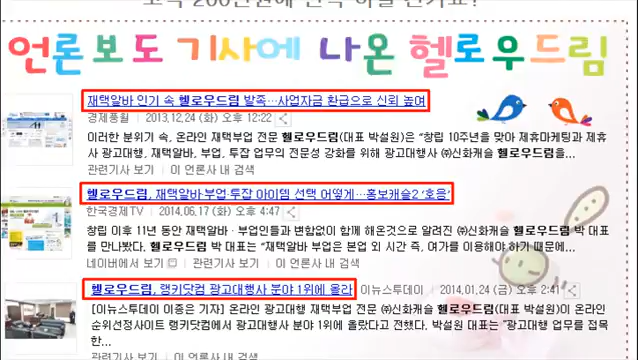 언론보도 기사에 나온 헬로우드림
재택알바 인기 속 헬로우드림 발족…사업자금 환급으로 신뢰 높여
경제풍월 | 2013,12,24 (화) 오후 12:22
이러한 분위기 속, 온라인 재택부업 전문 헬로우드림(대표 박설원)은 "창립 10주년을 맞아 제휴마케팅과 제휴
사 광고대행, 재택알바, 부업, 투잡 업무의 전문성 강화를 위해 광고대행사 ㈜신화캐슬 헬로우드림을...
관련기사 보기 | 이 언론사 내 검색
헬로우드림, 재택알바·부업·투잡 아이템 선택 어떻게…홍보캐슬2 '호응'
한국경제TV | 2014,06,17 (화) 오후 4:47
창립 이후 11년 동안 재택알바ㆍ부업인들과 변함없이 함께 해온것으로 알려진 ㈜신화캐슬 헬로우드림 박 대표
를 만나봤다, 헬로우드림 박 대표는 "재택알바 부업은 본업 외 시간 즉, 여가를 이용해야 하기 때문에...
네이버에서 보기 | 관련기사 보기 | 이 언론사 내 검색
헬로우드림, 랭키닷컴 광고대행사 분야 1위에 올라 이뉴스투데이 | 2014,01,24 (금) 오후 2:41
[이뉴스투데이 이종은 기자] 온라인 광고대행 재택부업 전문 ㈜신화캐슬 헬로우드림(대표 박설원)이 온라인
순위선정사이트 랭키닷컴에서 광고대행사 분야 1위에 올랐다고 전했다, 박설원 대표는 "광고대행 업무를 접목
한...
관련기사 보기 | 이 언론사 내 검색